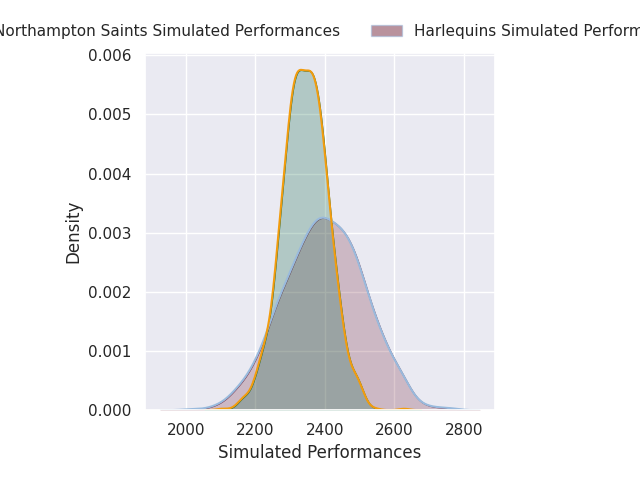 Northampton Saints Simulated Performances Harlequins Simulated Perform
0.006
0.005
0.004
0.003
0.002
0.001
0.000
Density
2000 2200 2400 2600 2800
Simulated Performances